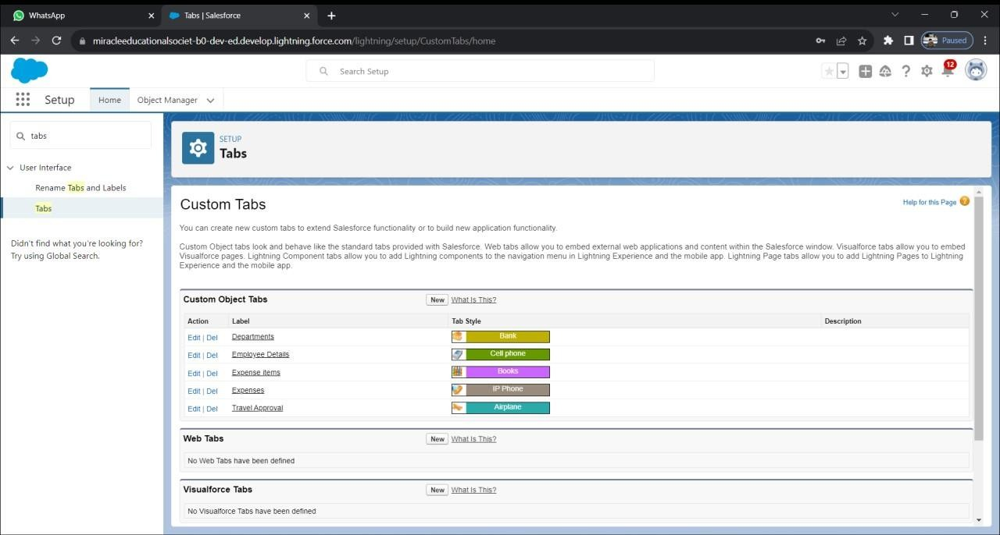 WhatsApp
Tabs | Salesforce
miracleeducationalsociet-b0-dev-ed.develop.lightning.force.com/lightning/setup/CustomTabs/home
Paused
Search Setup
12
Setup
Home
Object Manager
tabs
User Interface
Rename Tabs and Labels
Tabs
Didn't find what you're looking for?
Try using Global Search.
SETUP
Tabs
Custom Tabs
Help for this Page
You can create new custom tabs to extend Salesforce functionality or to build new application functionality.
Custom Object tabs look and behave like the standard tabs provided with Salesforce. Web tabs allow you to embed external web applications and content within the Salesforce window. Visualforce tabs allow you to embed
Visualforce pages. Lightning Component tabs allow you to add Lightning components to the navigation menu in Lightning Experience and the mobile app. Lightning Page tabs allow you to add Lightning Pages to Lightning
Experience and the mobile app.
Custom Object Tabs New What Is This?
Action Label Tab Style Description
Edit | Del Departments Bank
Edit | Del Employee Details Cell phone
Edit | Del Expense items Books
Edit | Del Expenses IP Phone
Edit | Del Travel Approval Airplane
Web Tabs New What Is This?
No Web Tabs have been defined
Visualforce Tabs New What Is This?
No Visualforce Tabs have been defined